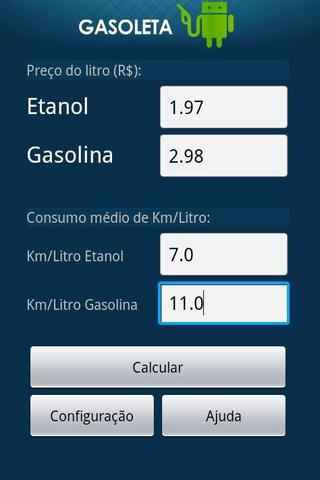 GASOLETA
Preço do litro (R$):
Etanol 1.97
Gasolina 2.98
Consumo médio de Km/Litro:
Km/Litro Etanol 7.0
Km/Litro Gasolina 11.0
Calcular
Configuração Ajuda